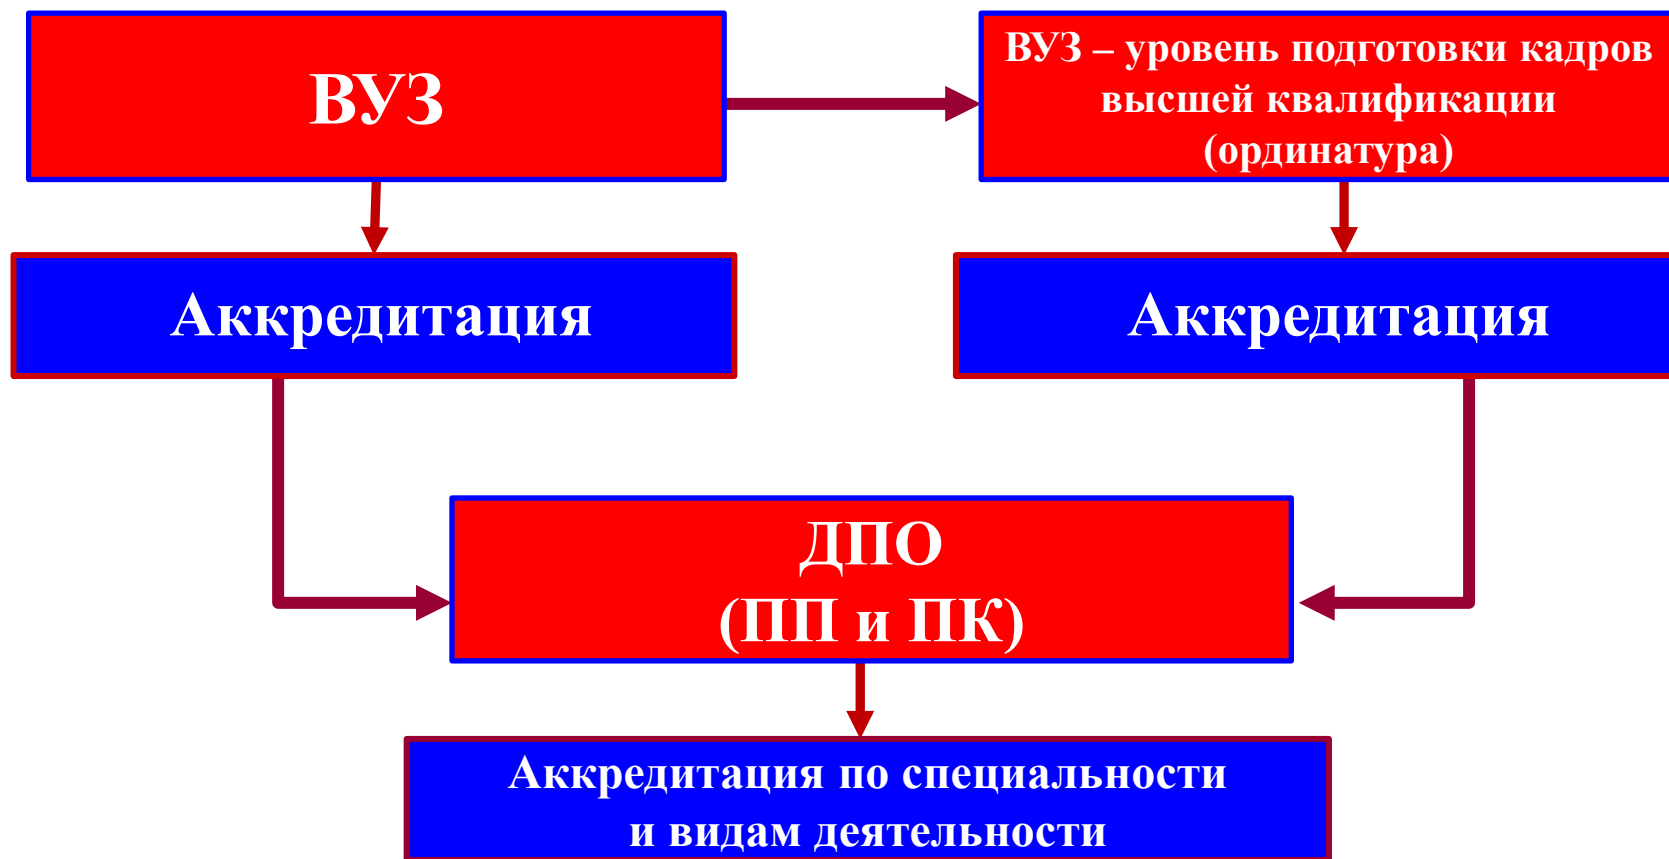 ВУЗ
ВУЗ – уровень подготовки кадров
высшей квалификации
(ординатура)
Аккредитация
Аккредитация
ДПО
(ПП и ПК)
Аккредитация по специальности
и видам деятельности